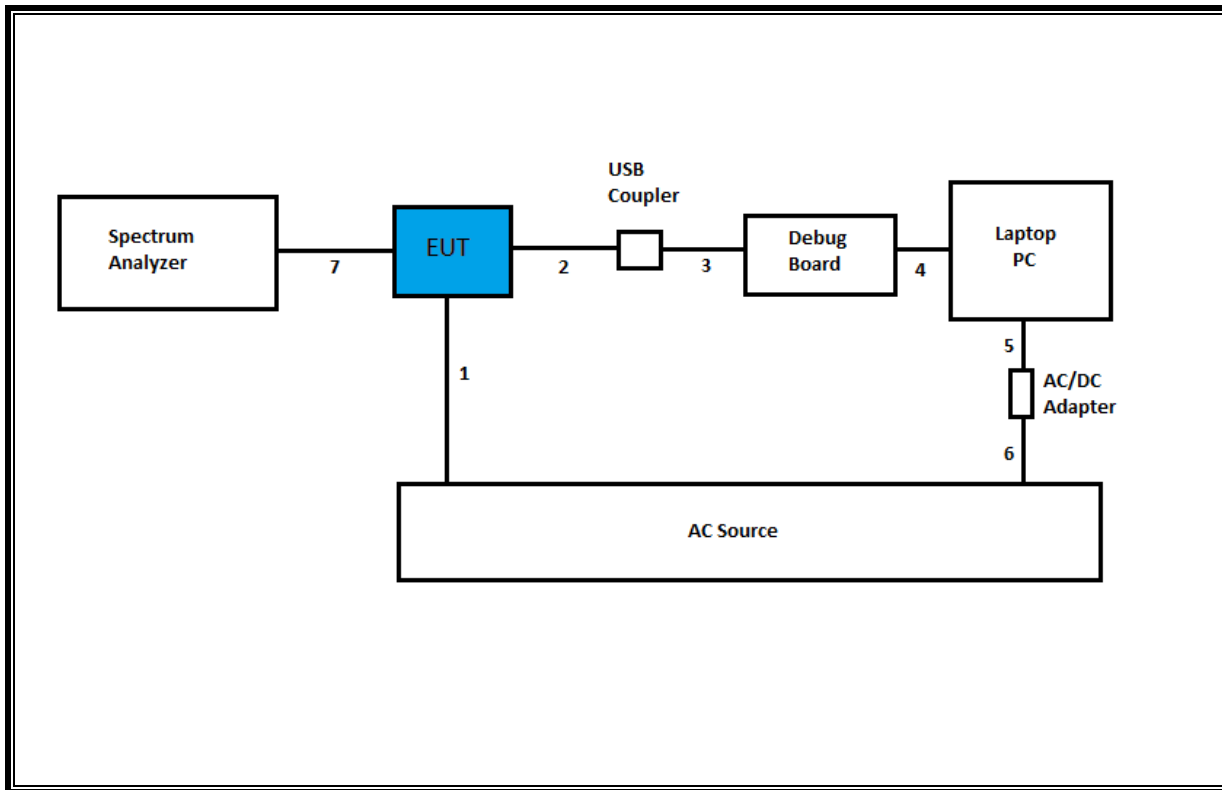 USB
Coupler
Spectrum
Analyzer
EUT
Debug
Board
Laptop
PC
7
2
3
4
5
1
AC/DC
Adapter
6
AC Source